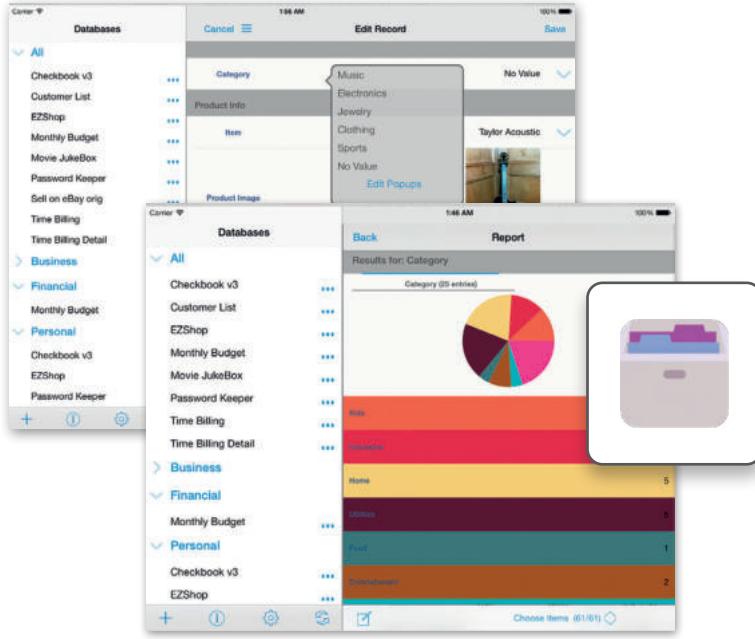 Carrier 1:56 AM 100%
Databases
Cancel Edit Record Save
All
Checkbook v3
Customer List
EZShop
Monthly Budget
Movie JukeBox
Password Keeper
Sell on eBay orig
Time Billing
Time Billing Detail
Business
Financial
Monthly Budget
Personal
Checkbook v3
EZShop
Password Keeper
Category
No Value
Music
Electronics
Jewelry
Clothing
Sports
No Value
Edit Popups
Product Info
Item
Taylor Acoustic
Product Image
Carrier 1:46 AM 100%
Databases
Back Report
All
Checkbook v3
Customer List
EZShop
Monthly Budget
Movie JukeBox
Password Keeper
Time Billing
Time Billing Detail
Business
Financial
Monthly Budget
Personal
Checkbook v3
EZShop
Results for: Category
Category (25 entries)
Kids
Home 5
Utilities 5
Food 1
Entertainment 2
Choose Items (61/61)